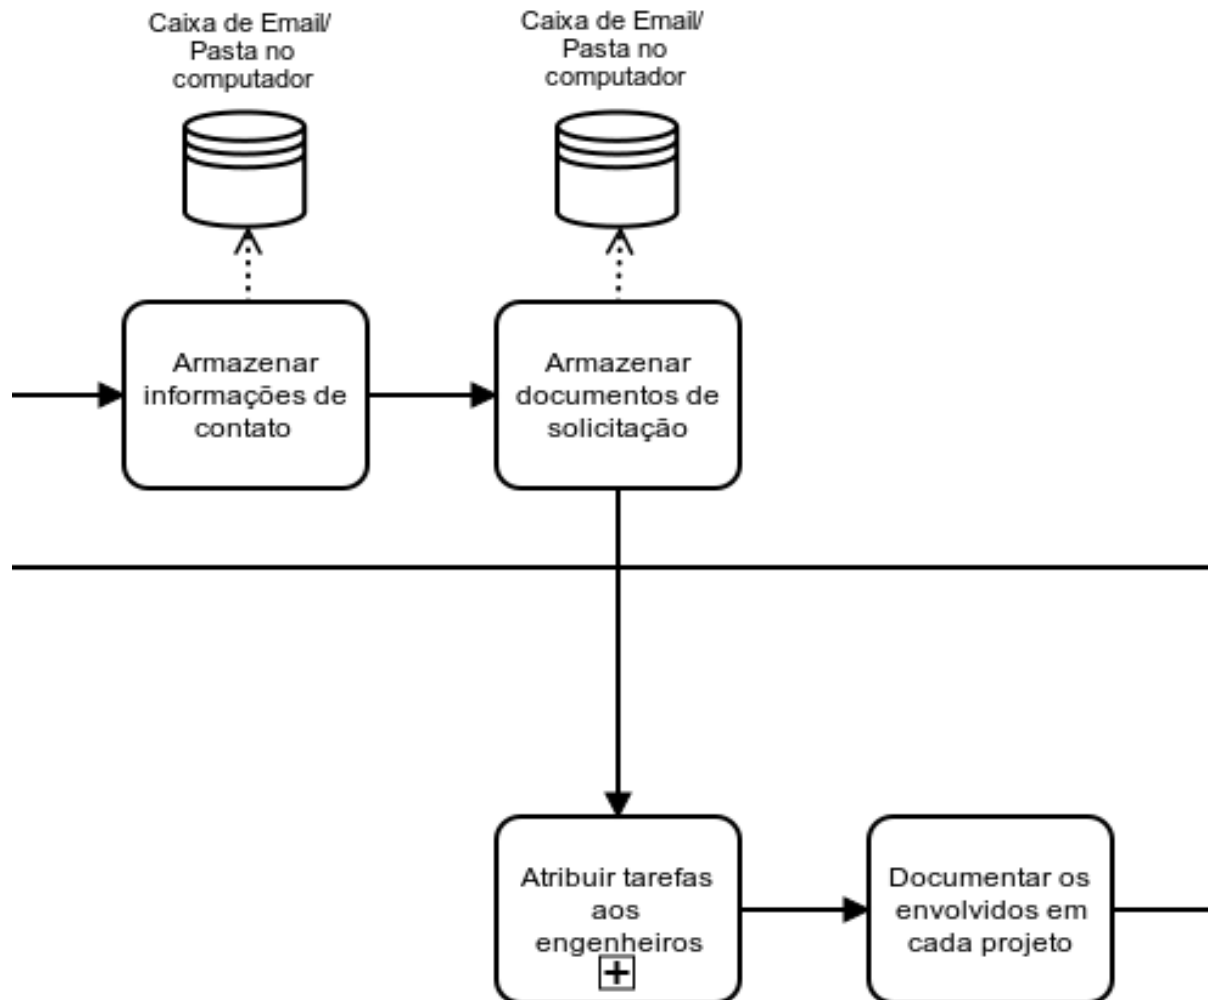 Caixa de Email/
Pasta no
computador
Caixa de Email/
Pasta no
computador
Armazenar
informações de
contato
Armazenar
documentos de
solicitação
Atribuir tarefas
aos
engenheiros
Documentar os
envolvidos em
cada projeto